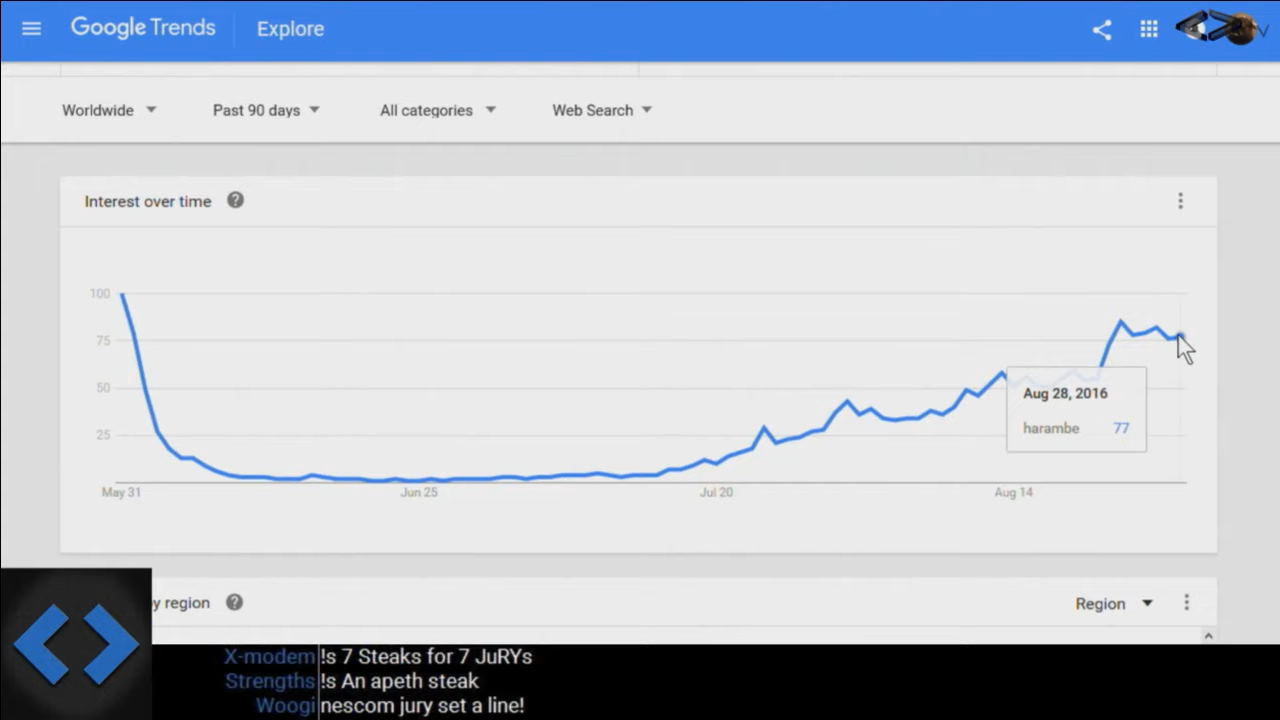 Google Trends Explore
Worldwide Past 90 days All categories Web Search
Interest over time
100
75
50
25
May 31 Jun 25 Jul 20 Aug 14
Aug 28, 2016
harambe 77
y region Region
X-modem !s 7 Steaks for 7 JuRYs
Strengths !s An apeth steak
Woogi nescom jury set a line!